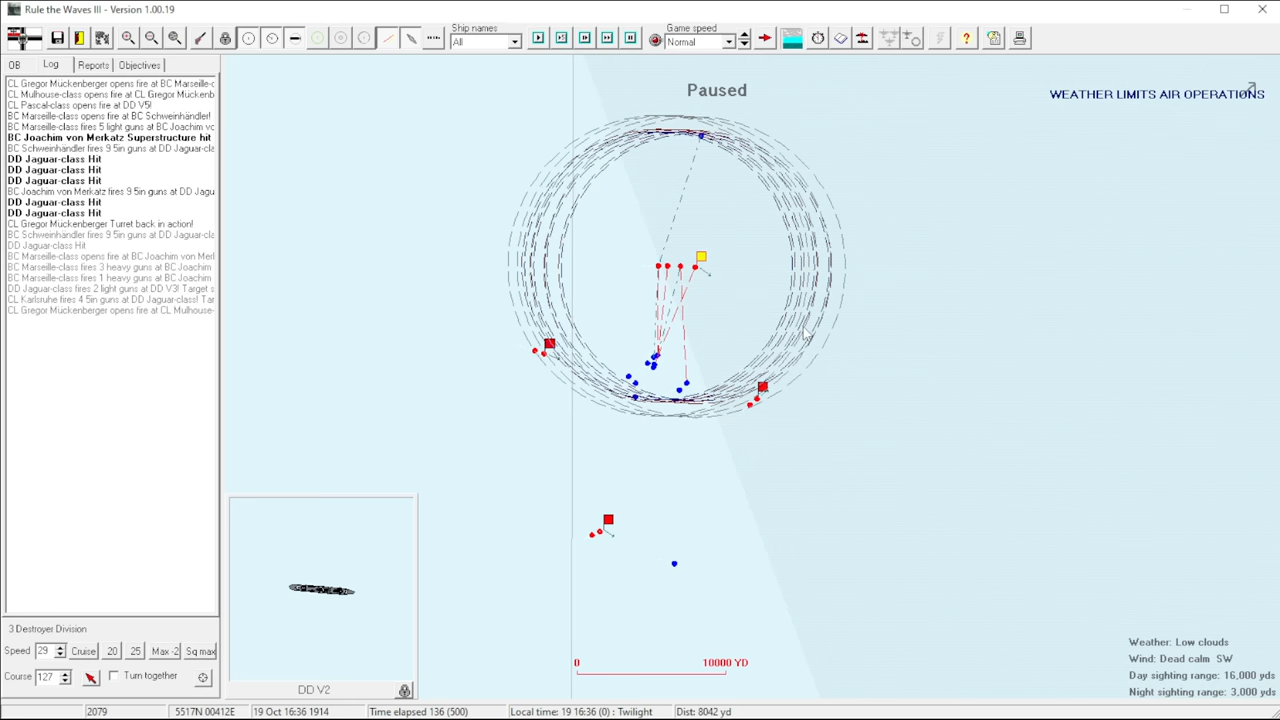 Rule the Waves III - Version 1.00.19
Ship names
All
Game speed
Normal
OB
Log
Reports
Objectives
CL Gregor Mückenberger opens fire at BC Marseille-c
CL Mulhouse-class opens fire at CL Gregor Mückenb
CL Pascal-class opens fire at DD V5!
BC Marseille-class opens fire at BC Schweinhändler!
BC Marseille-class fires 5 light guns at BC Joachim vo
BC Joachim von Merkatz Superstructure hit
BC Schweinhändler fires 9.5in guns at DD Jaguar-cla
DD Jaguar-class Hit
DD Jaguar-class Hit
DD Jaguar-class Hit
BC Joachim von Merkatz fires 9.5in guns at DD Jagu
DD Jaguar-class Hit
DD Jaguar-class Hit
CL Gregor Mückenberger Turret back in action!
BC Schweinhändler fires 9.5in guns at DD Jaguar-cla
DD Jaguar-class Hit
BC Marseille-class opens fire at BC Joachim von Merl
BC Marseille-class fires 3 heavy guns at BC Joachim
BC Marseille-class fires 1 heavy guns at BC Joachim
DD Jaguar-class fires 2 light guns at DD V3! Target s
CL Karlsruhe fires 4.5in guns at DD Jaguar-class! Tar
CL Gregor Mückenberger opens fire at CL Mulhouse-
Paused
WEATHER LIMITS AIR OPERATIONS
3 Destroyer Division
Speed 29 Cruise 20 25 Max -2 Sq max
Course 127 Turn together
DD V2
0 10000 YD
Weather: Low clouds
Wind: Dead calm SW
Day sighting range: 16,000 yds
Night sighting range: 3,000 yds
2079 5517N 00412E 19 Oct 16:36 1914 Time elapsed 136 (500) Local time: 19 16:36 (0) : Twilight Dist: 8042 yd